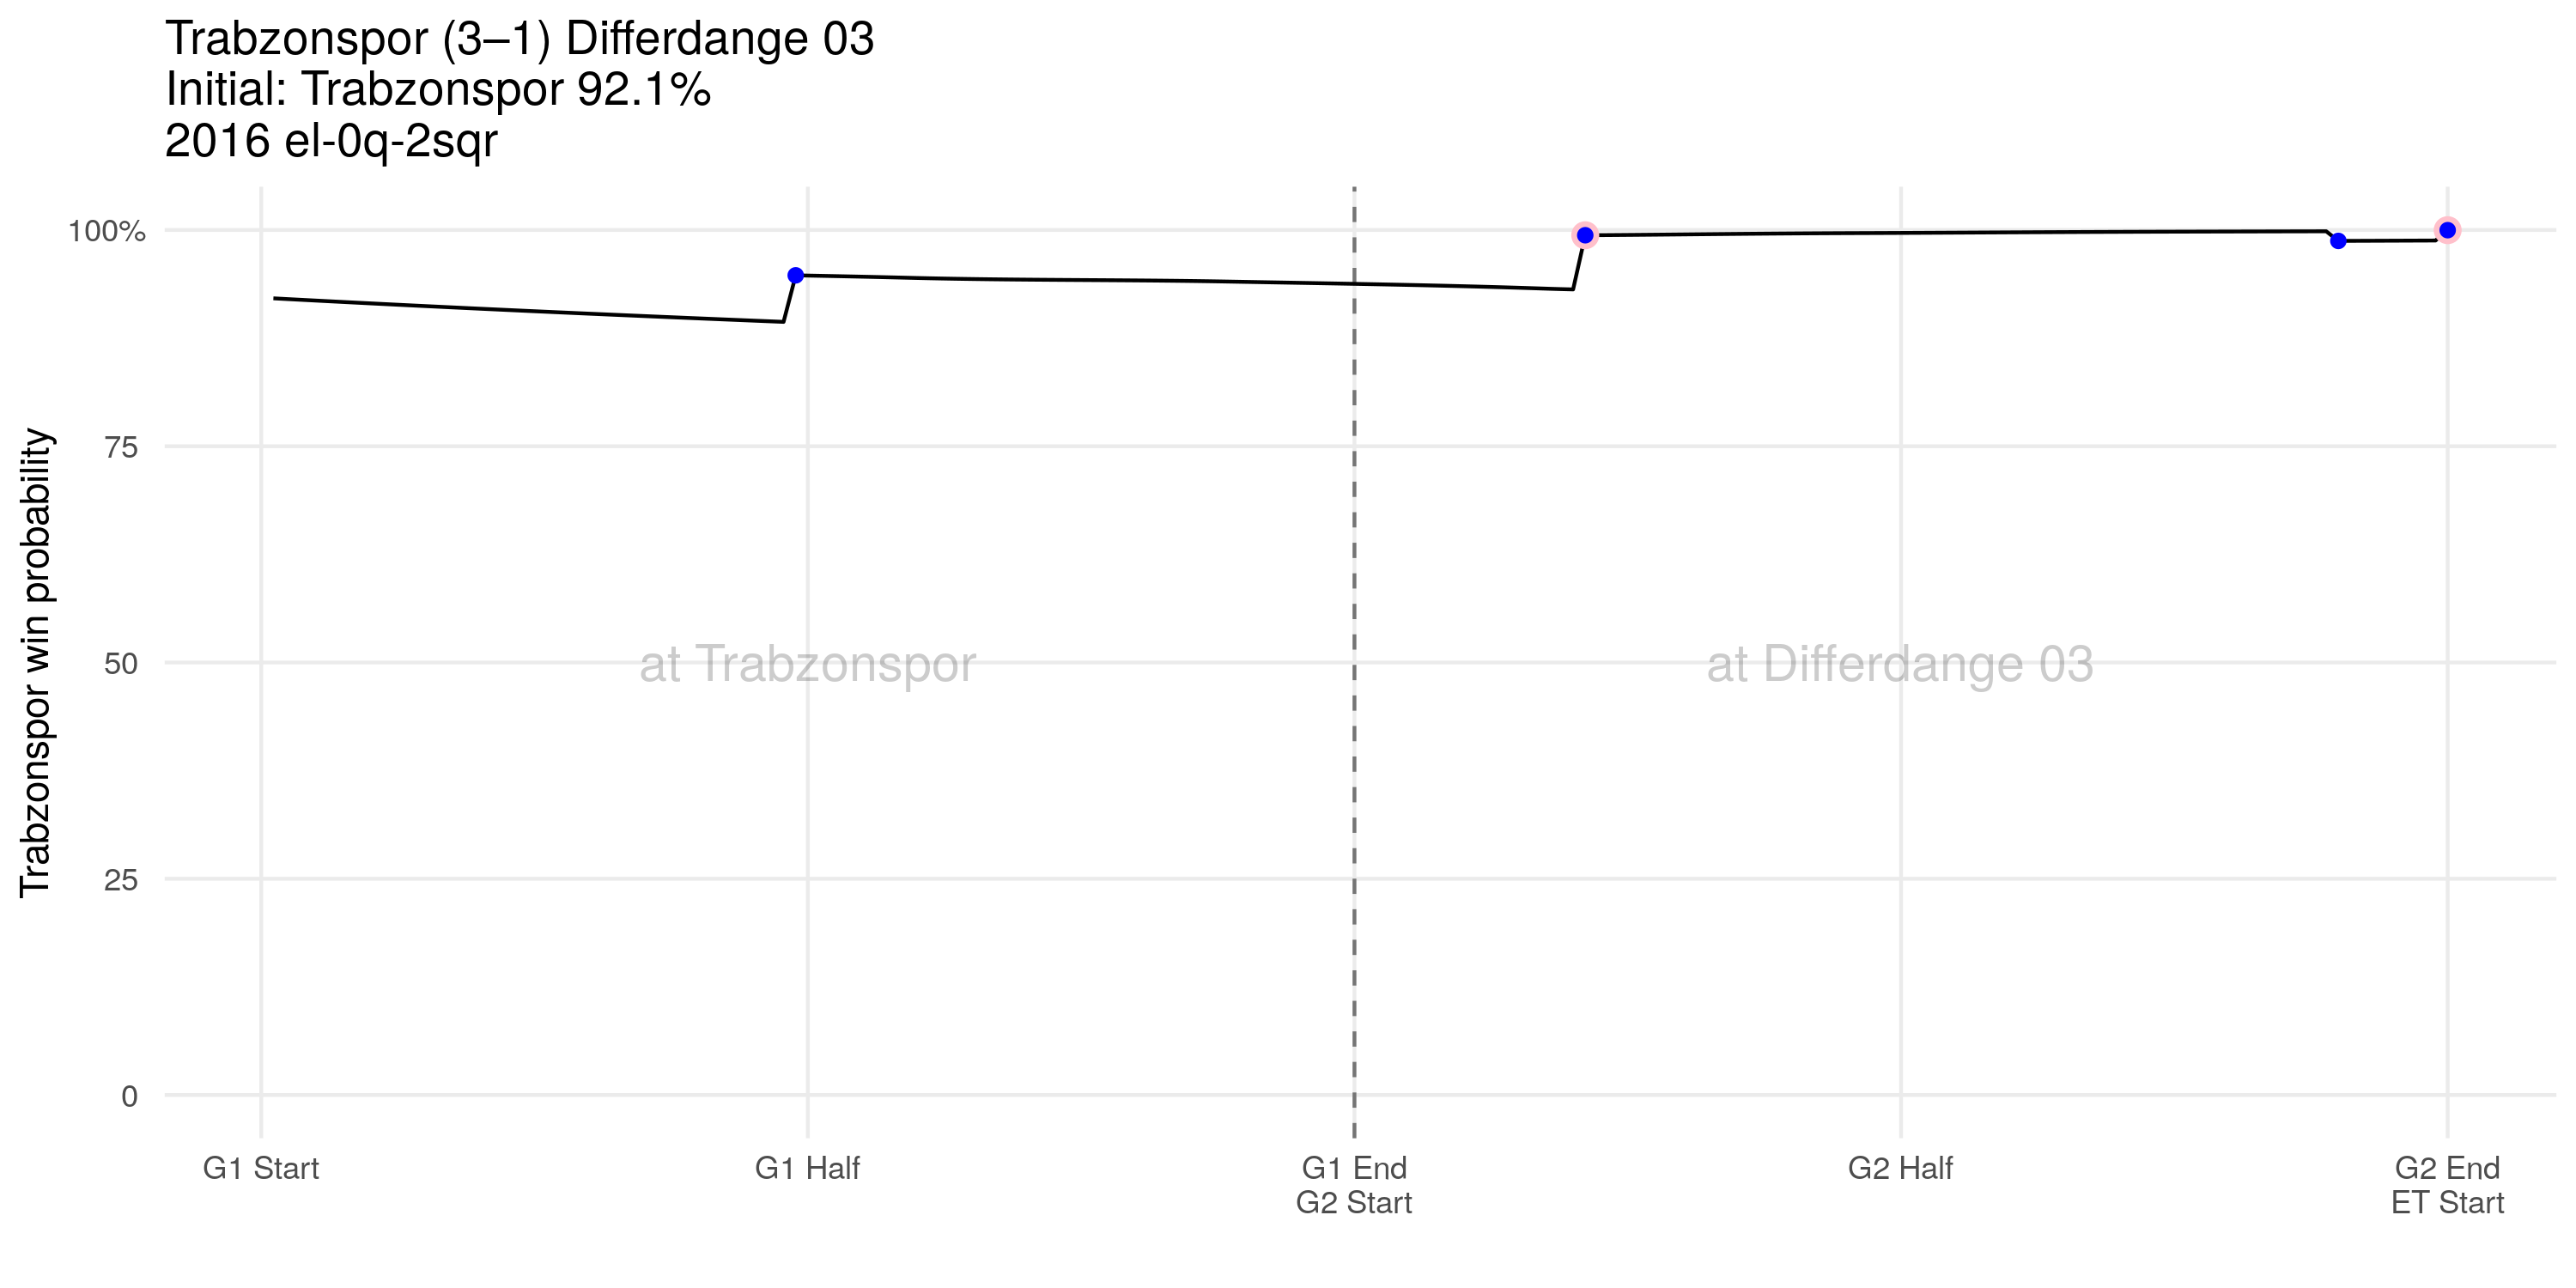 Trabzonspor (3–1) Differdange 03
Initial: Trabzonspor 92.1%
2016 el-0q-2sqr
Trabzonspor win probability
100%
75
50
25
0
at Trabzonspor
at Differdange 03
G1 Start
G1 Half
G1 End
G2 Start
G2 Half
G2 End
ET Start